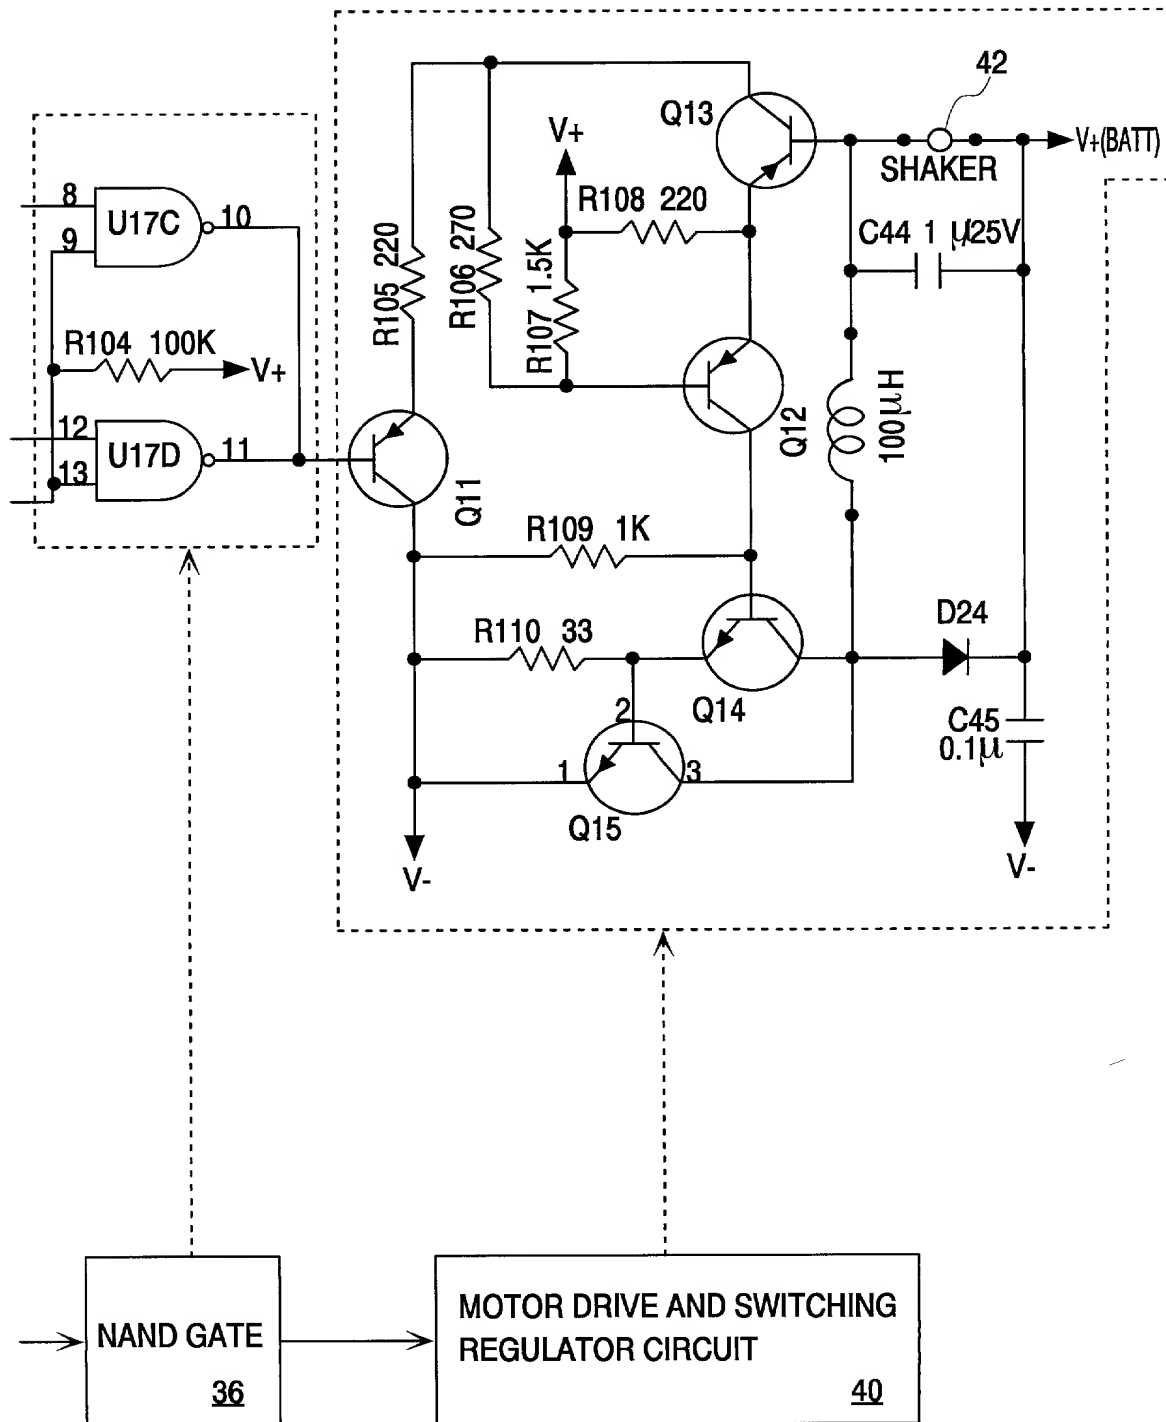 42
Q13
V+
V+(BATT)
SHAKER
8
U17C
10
9
R108 220
C44 1 µ25V
R105 220
R106 270
R107 1.5K
R104 100K
V+
12
U17D
11
13
Q12
100µH
Q11
R109 1K
D24
R110 33
Q14
2
C45
0.1µ
1
3
Q15
V-
V-
NAND GATE
36
MOTOR DRIVE AND SWITCHING
REGULATOR CIRCUIT
40